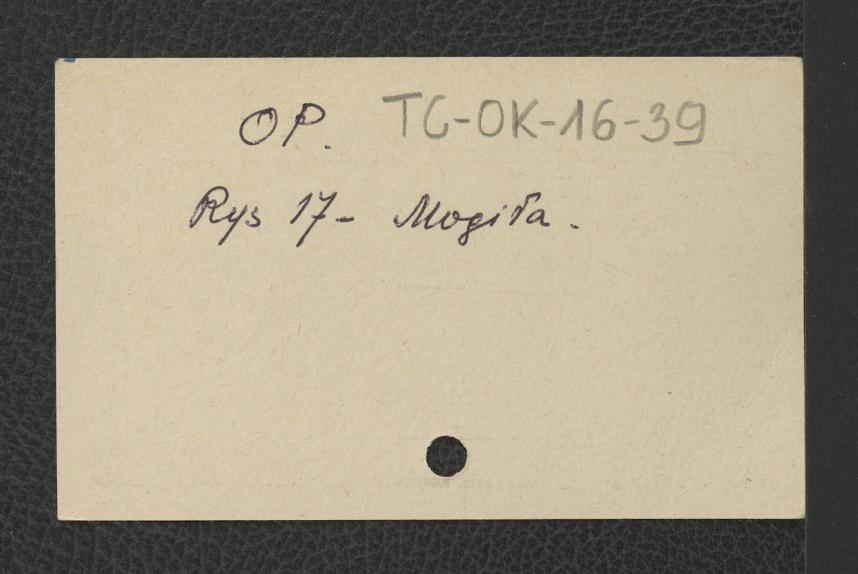 OP. TC-OK-16-39
Rys 17- Mogiła.